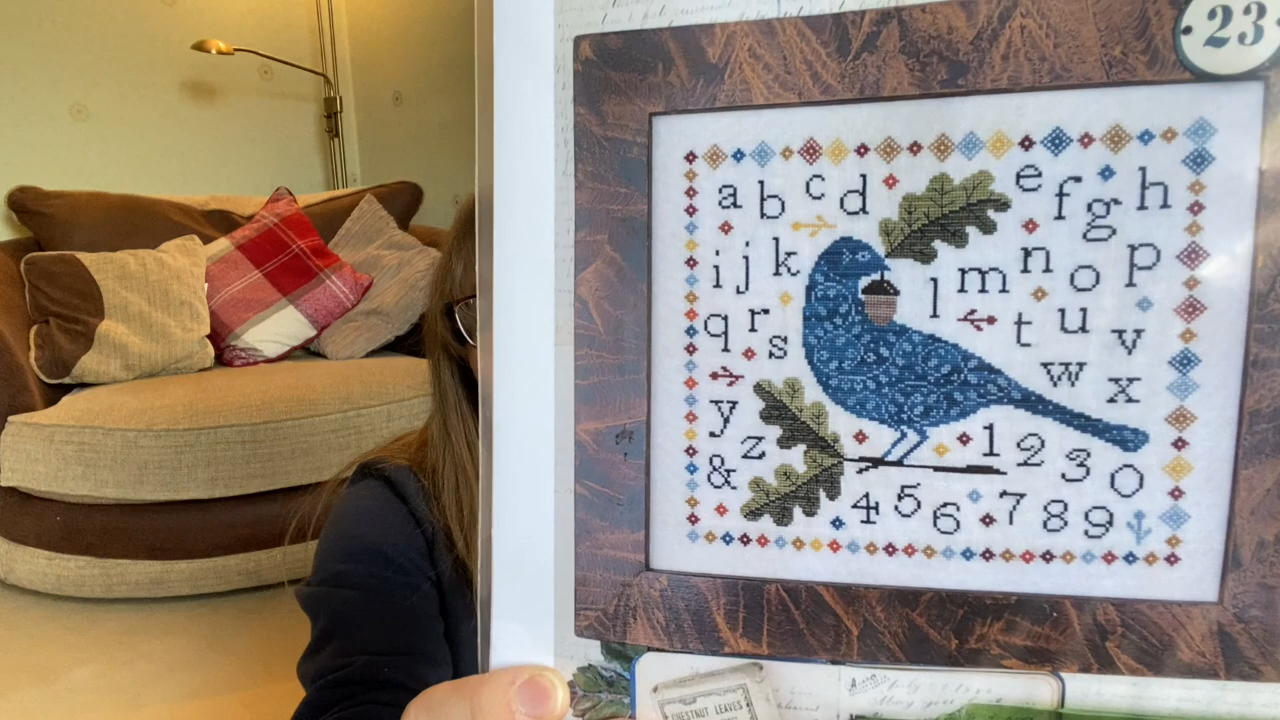 23
a b c d e f g h
i j k l m n o p
q r s t u v
w x
y z
& 1 2 3 0
4 5 6 7 8 9
CHESTNUT LEAVES